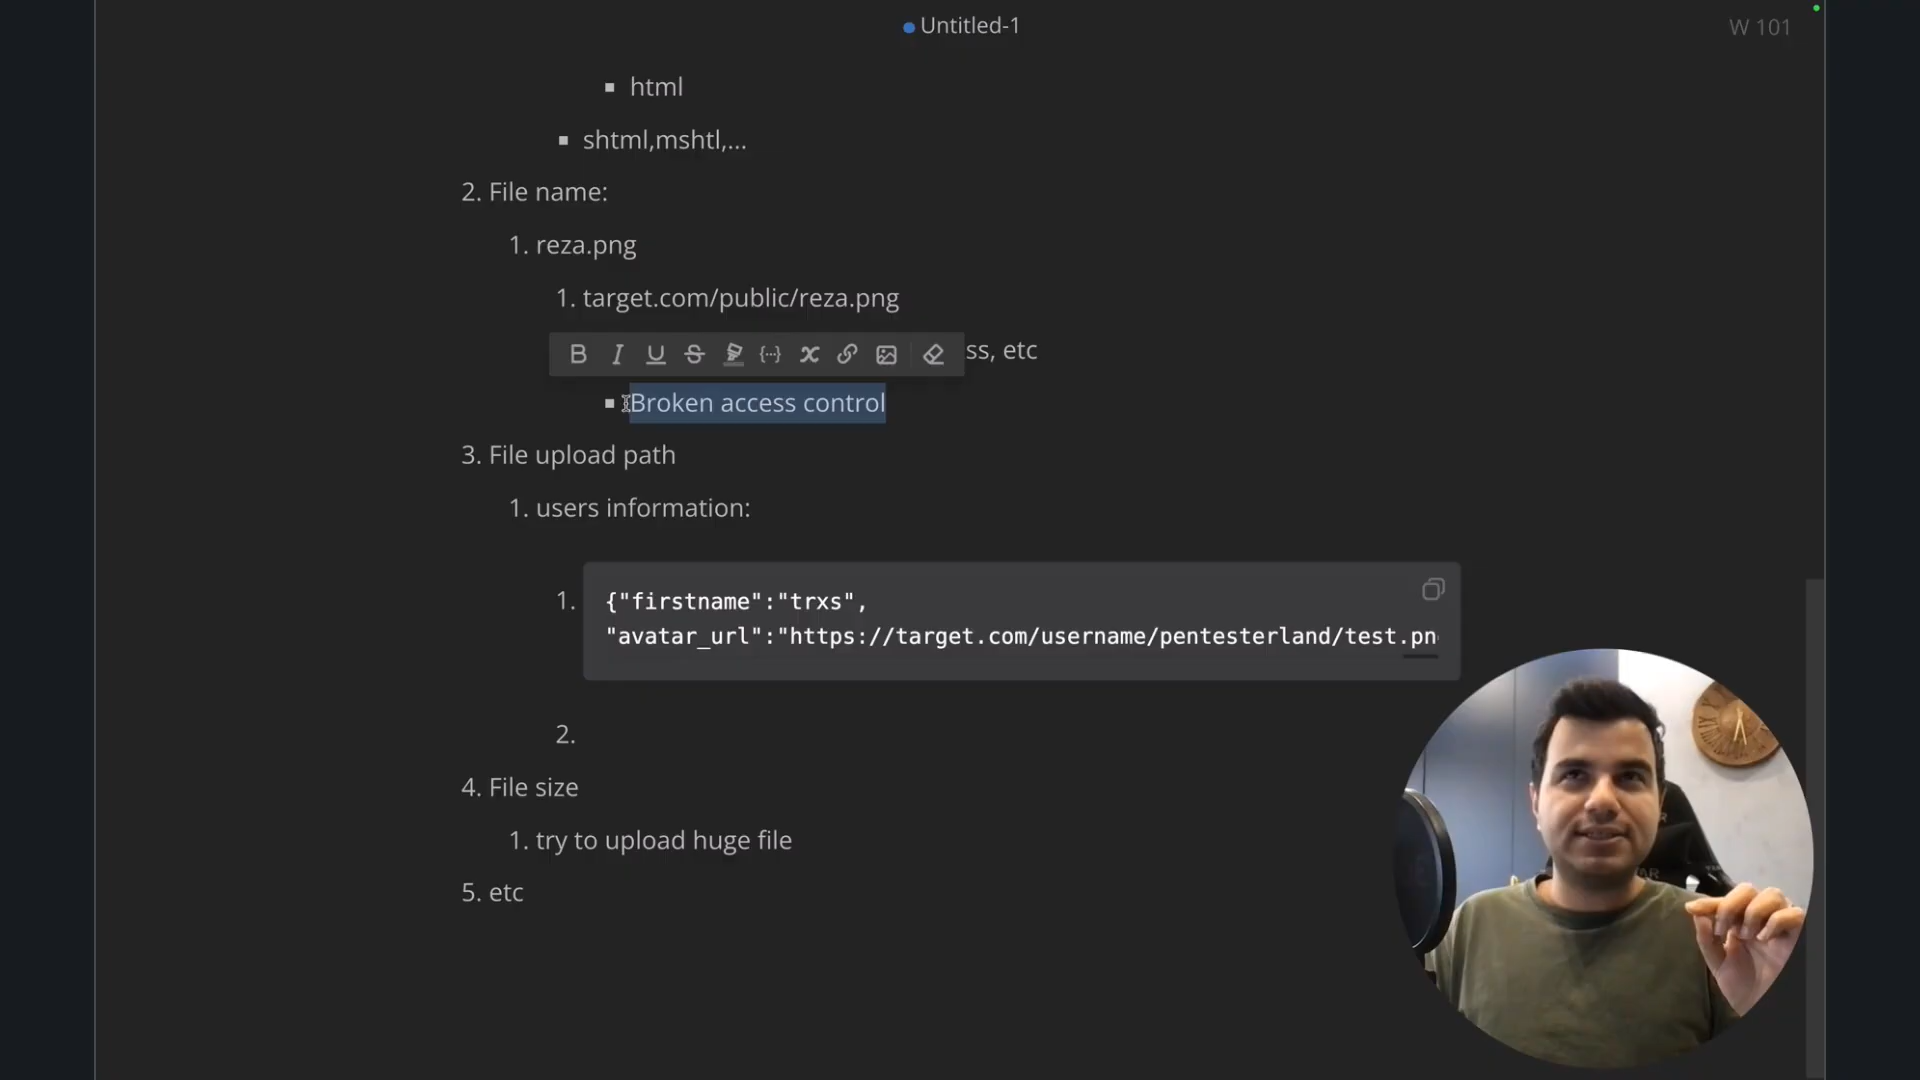 Untitled-1
W 101
html
shtml,mshtl,...
2. File name:
1. reza.png
1. target.com/public/reza.png
ss, etc
Broken access control
3. File upload path
1. users information:
1. {"firstname":"trxs",
"avatar_url":"https://target.com/username/pentesterland/test.pn
2.
4. File size
1. try to upload huge file
5. etc